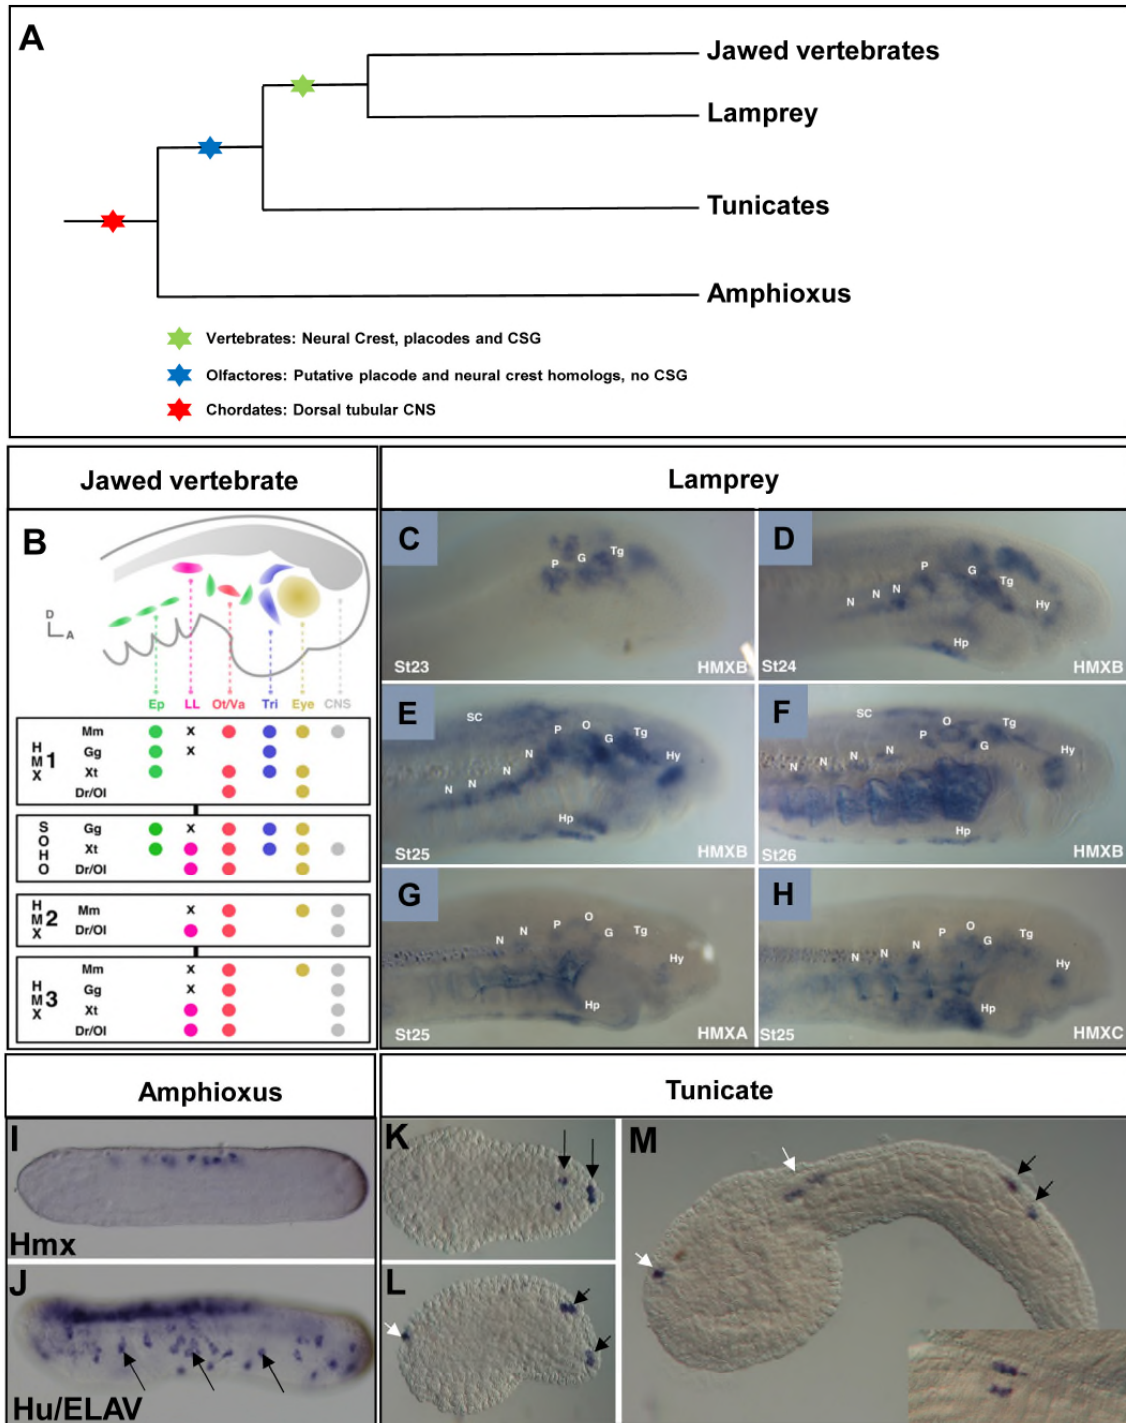 A
Jawed vertebrates
Lamprey
Tunicates
Amphioxus
Vertebrates: Neural Crest, placodes and CSG
Olfactores: Putative placode and neural crest homologs, no CSG
Chordates: Dorsal tubular CNS
Jawed vertebrate
B
D
A
Ep LL Ot/Va Tri Eye CNS
HMX1
Mm x
Gg x
Xt
Dr/Ol
SOHO
Gg x
Xt
Dr/Ol
HMX2
Mm x
Dr/Ol
HMX3
Mm x
Gg x
Xt
Dr/Ol
Lamprey
C
P G Tg
St23 HMXB
D
N N N P G Tg Hy
Hp
St24 HMXB
E
SC
N N N P O G Tg Hy
Hp
St25 HMXB
F
SC
N N N N P O G Tg Hy
Hp
St26 HMXB
G
N N P O G Tg Hy
Hp
St25 HMXA
H
N N N P O G Tg Hy
Hp
St25 HMXC
Amphioxus
I
Hmx
J
Hu/ELAV
Tunicate
K
L
M